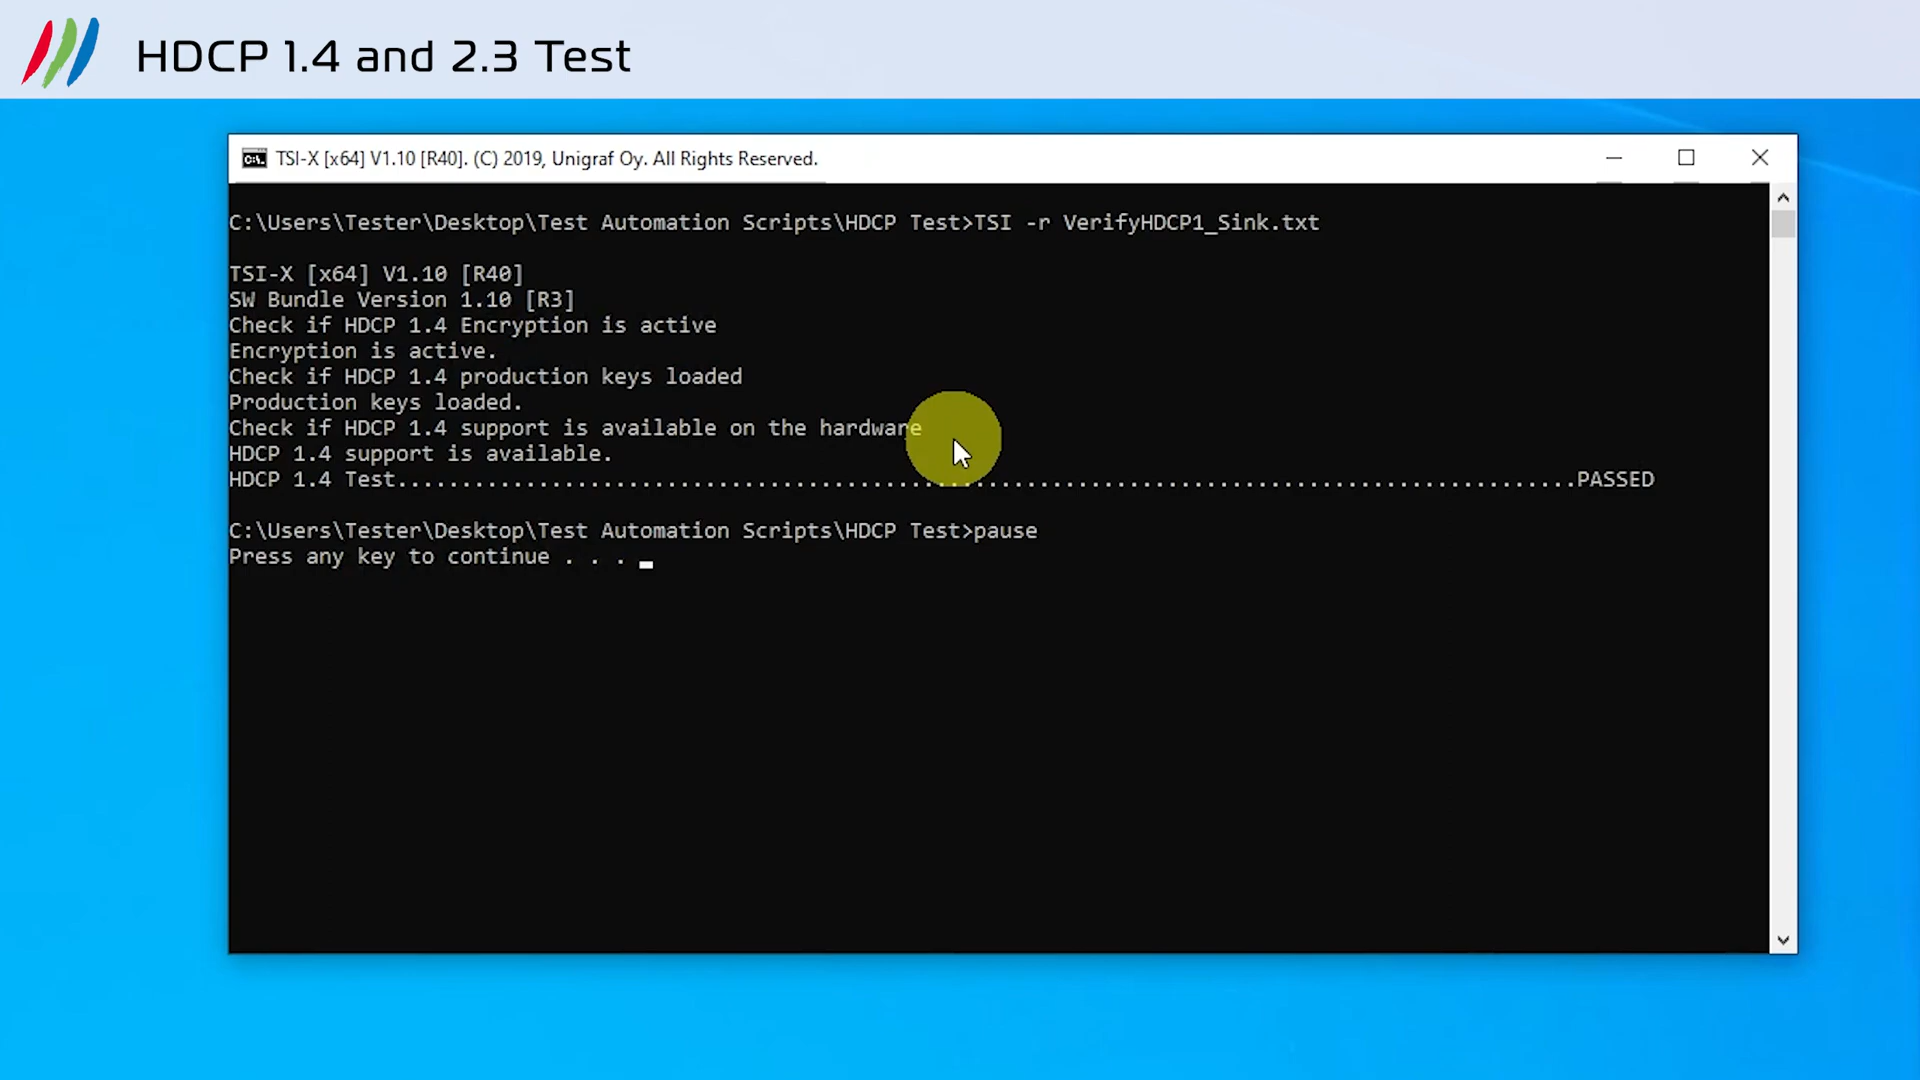 HDCP 1.4 and 2.3 Test
TSI-X [x64] V1.10 [R40]. (C) 2019, Unigraf Oy. All Rights Reserved.
C:\Users\Tester\Desktop\Test Automation Scripts\HDCP Test>TSI -r VerifyHDCP1_Sink.txt
TSI-X [x64] V1.10 [R40]
SW Bundle Version 1.10 [R3]
Check if HDCP 1.4 Encryption is active
Encryption is active.
Check if HDCP 1.4 production keys loaded
Production keys loaded.
Check if HDCP 1.4 support is available on the hardware
HDCP 1.4 support is available.
HDCP 1.4 Test............................................................................................PASSED
C:\Users\Tester\Desktop\Test Automation Scripts\HDCP Test>pause
Press any key to continue . . .